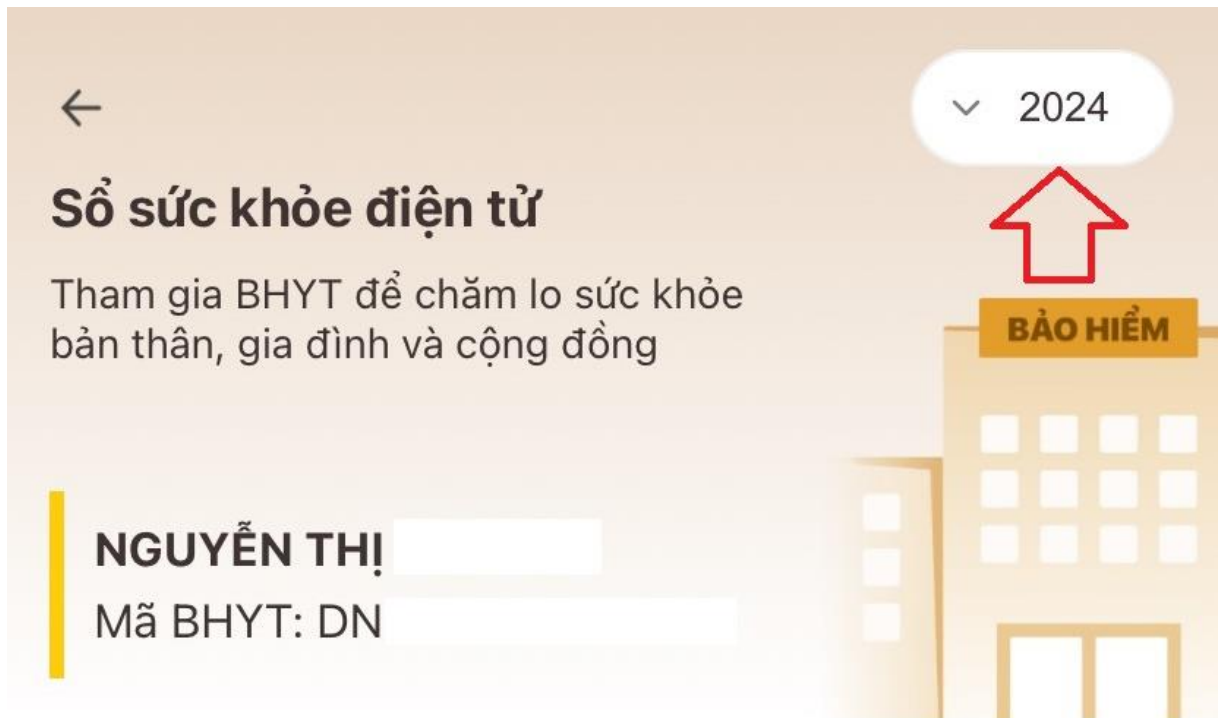 2024
Sổ sức khỏe điện tử
Tham gia BHYT để chăm lo sức khỏe
bản thân, gia đình và cộng đồng
BẢO HIỂM
NGUYỄN THỊ
Mã BHYT: DN